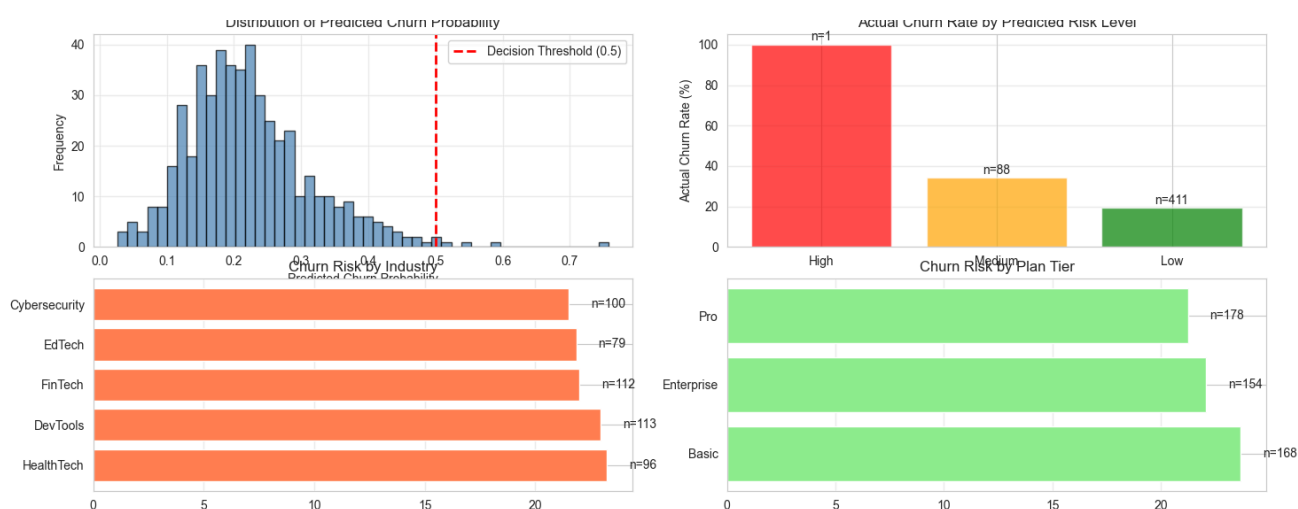 Distribution of Predicted Churn Probability
40
30
20
10
0
Frequency
Decision Threshold (0.5)
0.0 0.1 0.2 0.3 0.4 0.5 0.6 0.7
Predicted Churn Probability
Actual Churn Rate by Predicted Risk Level
100
80
60
40
20
0
Actual Churn Rate (%)
n=1
n=88
n=411
High Medium Low
Churn Risk by Industry
Cybersecurity n=100
EdTech n=79
FinTech n=112
DevTools n=113
HealthTech n=96
0 5 10 15 20
Churn Risk by Plan Tier
Pro n=178
Enterprise n=154
Basic n=168
0 5 10 15 20